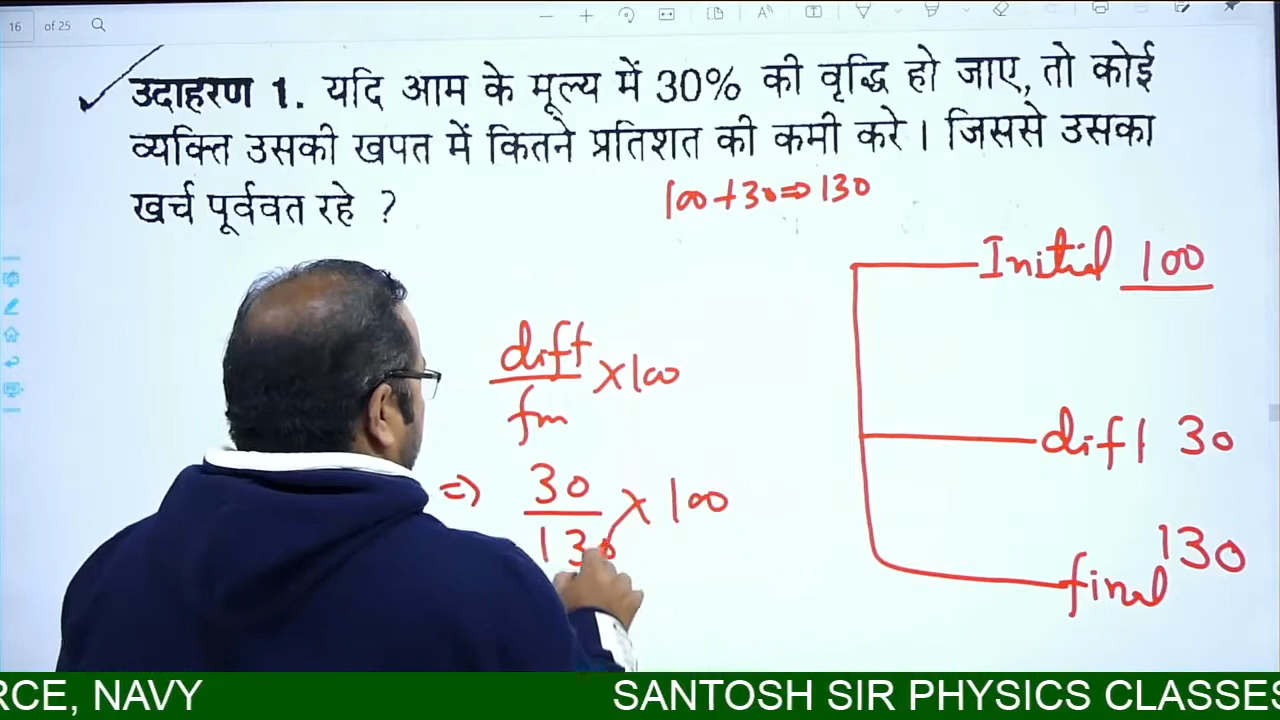 16 of 25
उदाहरण 1. यदि आम के मूल्य में 30% की वृद्धि हो जाए, तो कोई
व्यक्ति उसकी खपत में कितने प्रतिशत की कमी करे । जिससे उसका
खर्च पूर्ववत रहे ?
100 + 30 ⇒ 130
Initial 100
diff × 100
fin
diff 30
⇒ 30 × 100
130
final 130
RCE, NAVY SANTOSH SIR PHYSICS CLASSES